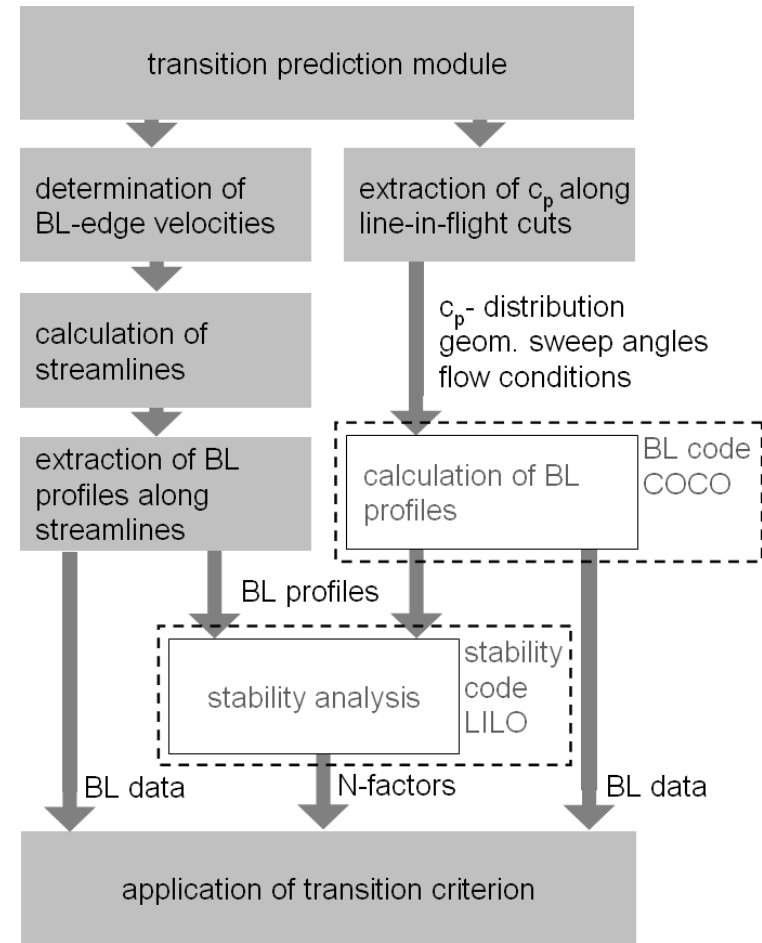 transition prediction module
determination of
BL-edge velocities
extraction of cp along
line-in-flight cuts
calculation of
streamlines
cp- distribution
geom. sweep angles
flow conditions
extraction of BL
profiles along
streamlines
calculation of BL
profiles
BL code
COCO
BL profiles
stability analysis
stability
code
LILO
BL data
N-factors
BL data
application of transition criterion